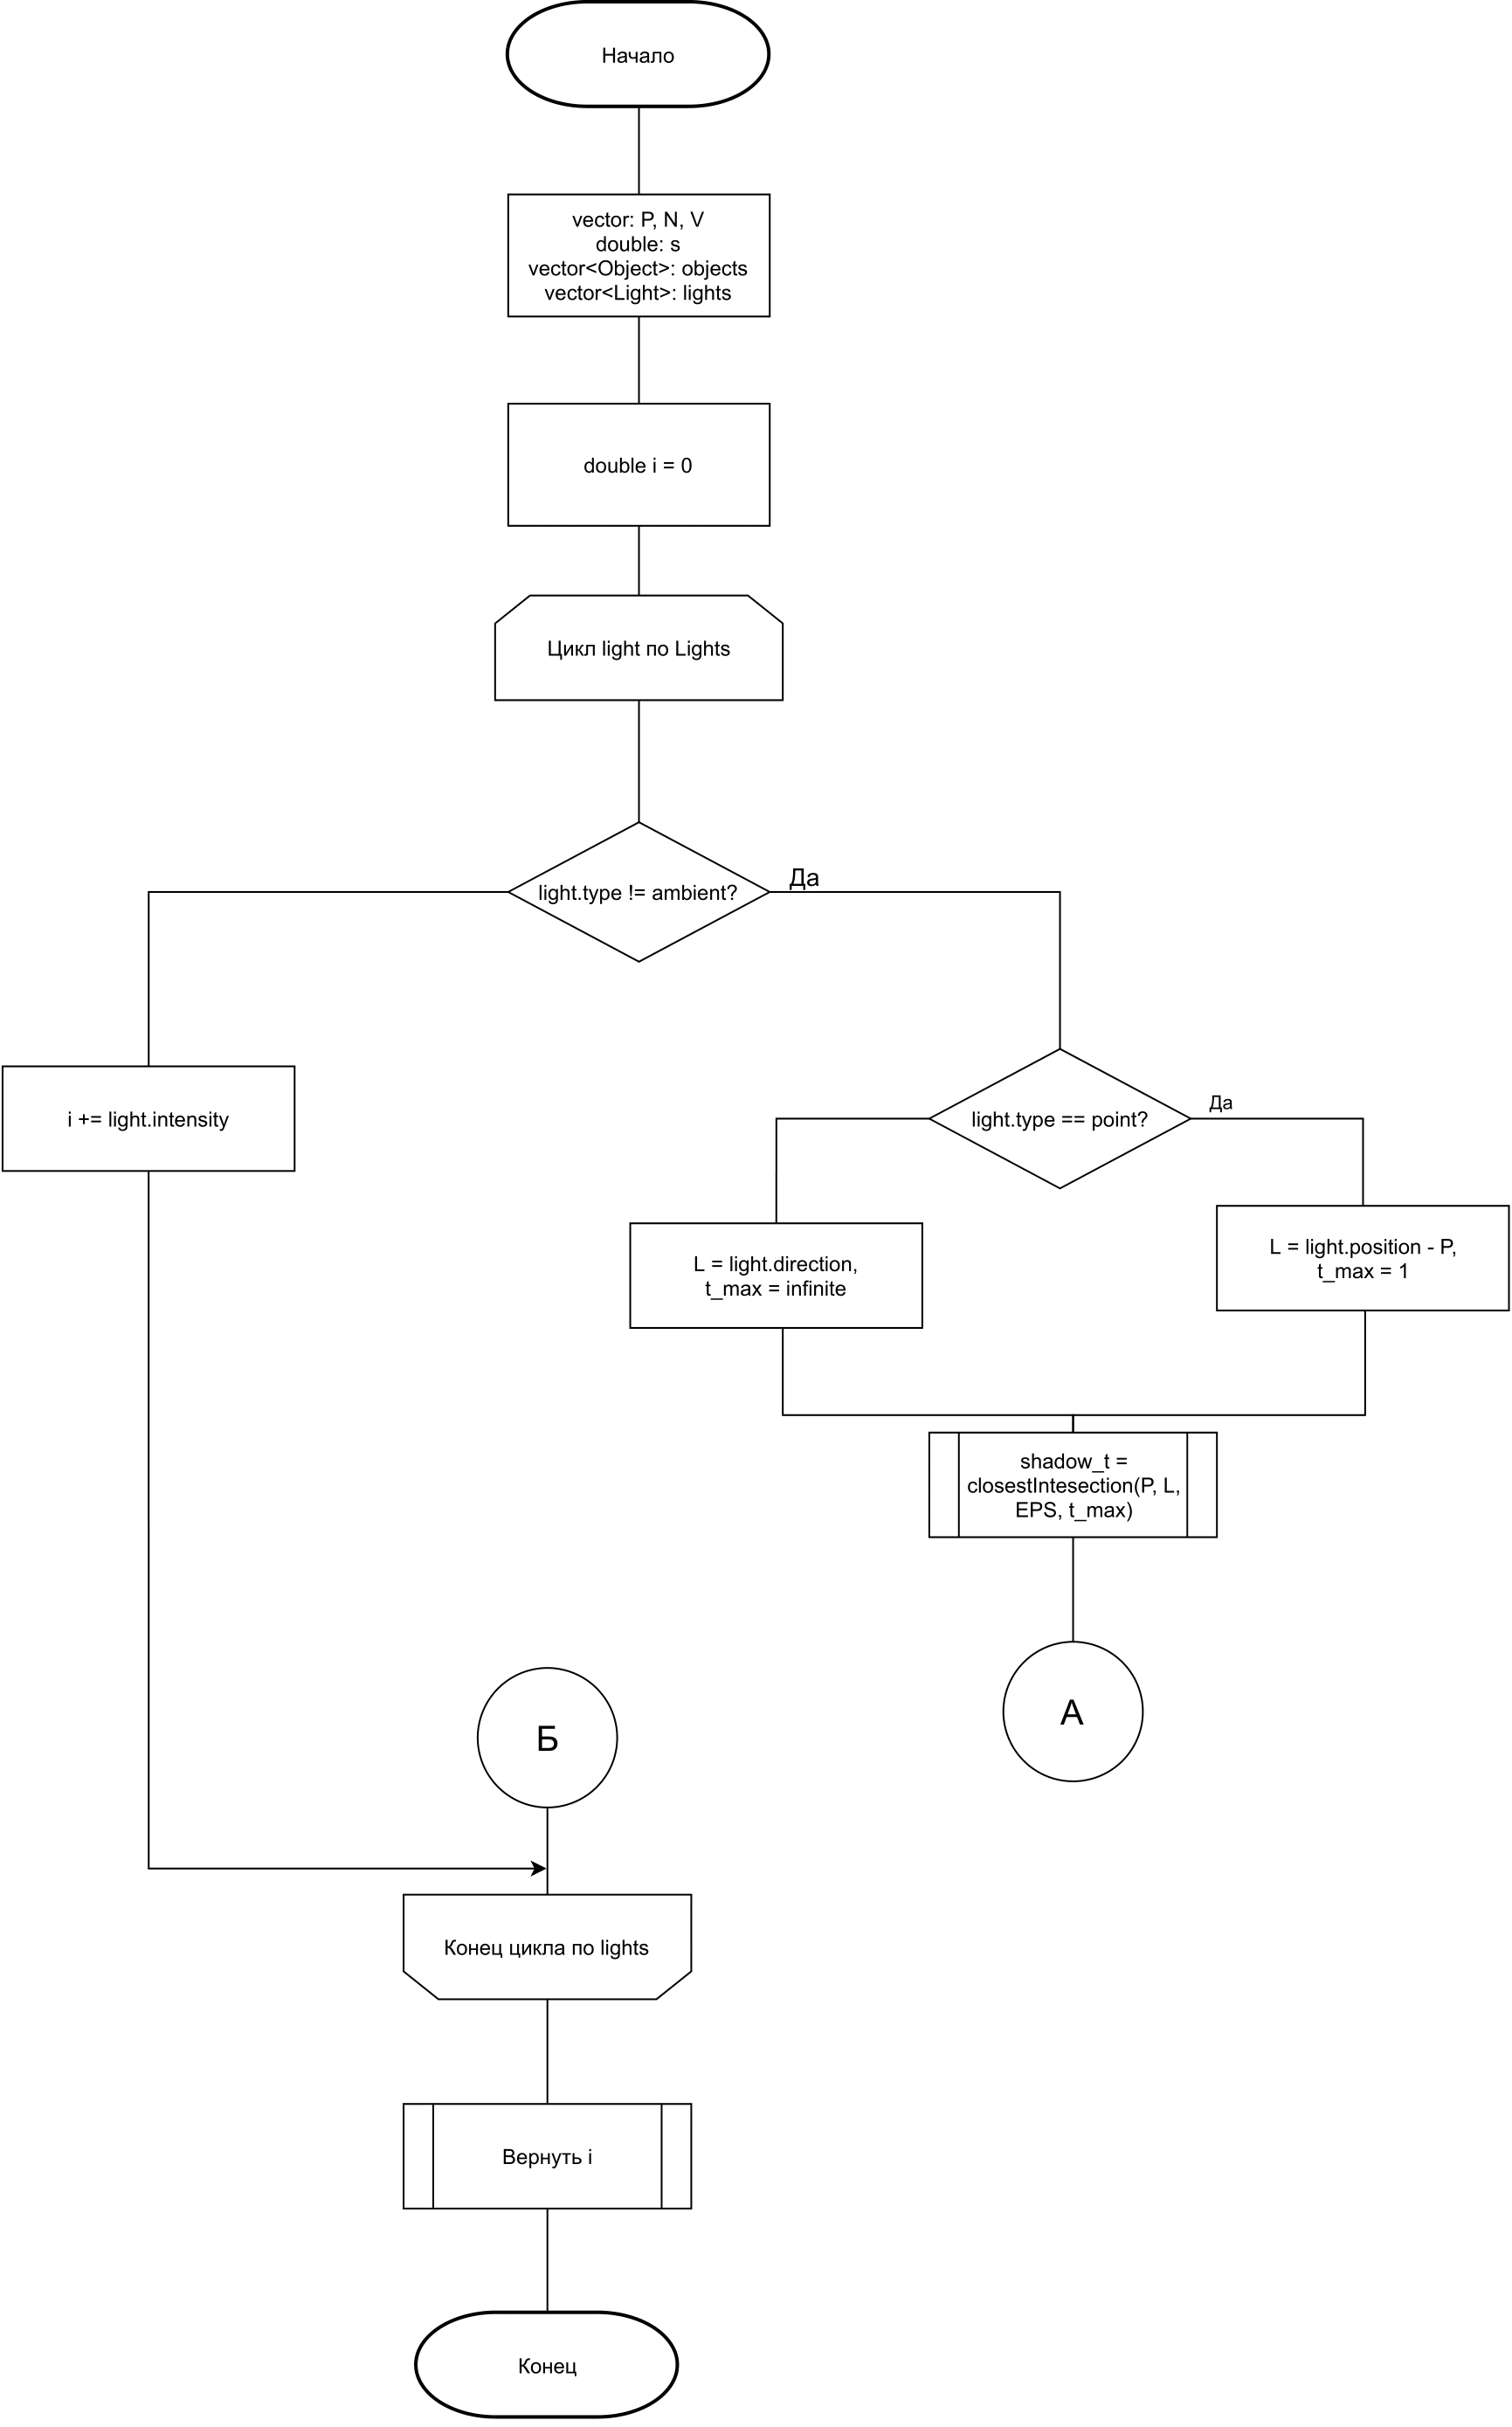 Начало
vector: P, N, V
double: s
vector<Object>: objects
vector<Light>: lights
double i = 0
Цикл light по Lights
light.type != ambient?
Да
i += light.intensity
light.type == point?
Да
L = light.direction,
t_max = infinite
L = light.position - P,
t_max = 1
shadow_t =
closestIntesection(P, L,
EPS, t_max)
А
Б
Конец цикла по lights
Вернуть i
Конец